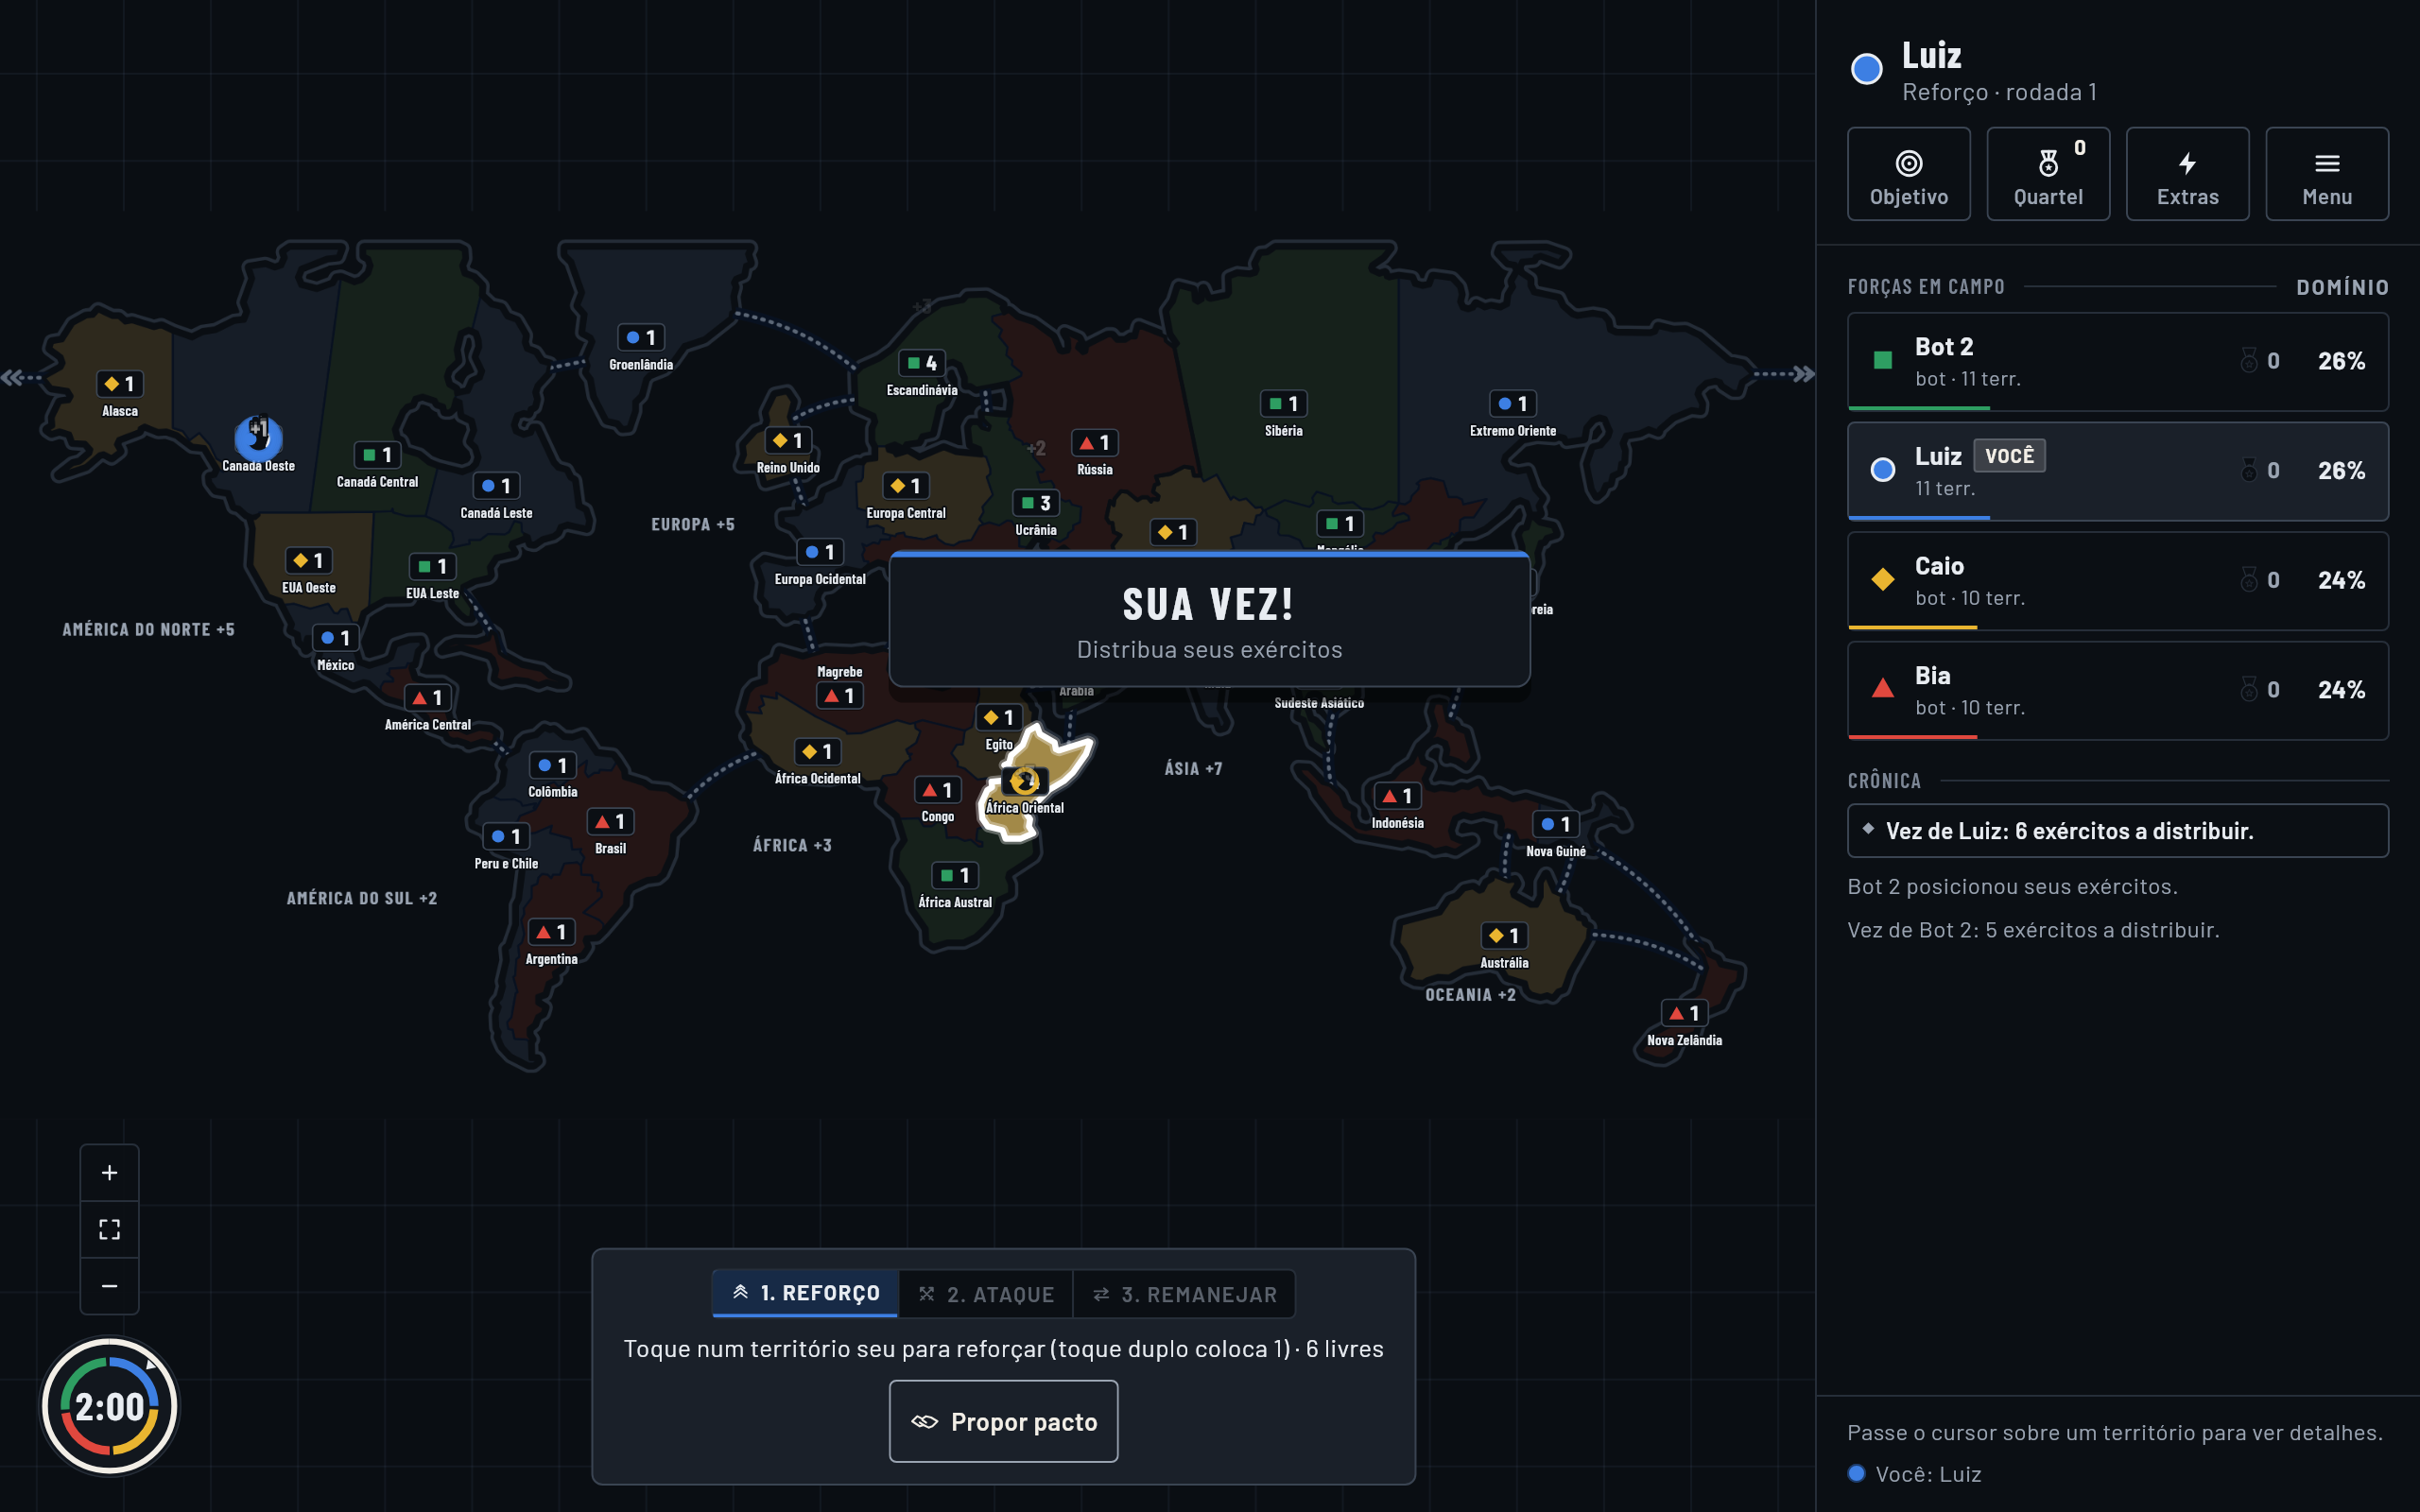 Luiz
Reforço · rodada 1
0
Objetivo
Quartel
Extras
Menu
FORÇAS EM CAMPO
DOMÍNIO
Bot 2
bot · 11 terr.
0
26%
Luiz
VOCÊ
11 terr.
0
26%
Caio
bot · 10 terr.
0
24%
Bia
bot · 10 terr.
0
24%
CRÔNICA
Vez de Luiz: 6 exércitos a distribuir.
Bot 2 posicionou seus exércitos.
Vez de Bot 2: 5 exércitos a distribuir.
Passe o cursor sobre um território para ver detalhes.
Você: Luiz
+3
1
Groenlândia
4
Escandinávia
1
Alasca
+1
Canadá Oeste
1
Canadá Central
1
Canadá Leste
1
Reino Unido
1
Europa Central
+2
3
Ucrânia
1
Rússia
1
Sibéria
1
Extremo Oriente
EUROPA +5
1
1
1
EUA Oeste
1
EUA Leste
1
Europa Ocidental
SUA VEZ!
Distribua seus exércitos
AMÉRICA DO NORTE +5
1
México
1
América Central
Magrebe
1
Arábia
Sudeste Asiático
1
Egito
1
África Ocidental
África Oriental
ÁSIA +7
1
Colômbia
1
Congo
1
Indonésia
1
Brasil
1
Peru e Chile
ÁFRICA +3
1
Nova Guiné
AMÉRICA DO SUL +2
1
África Austral
1
Argentina
1
Austrália
OCEANIA +2
1
Nova Zelândia
+
−
2:00
1. REFORÇO
2. ATAQUE
3. REMANEJAR
Toque num território seu para reforçar (toque duplo coloca 1) · 6 livres
Propor pacto